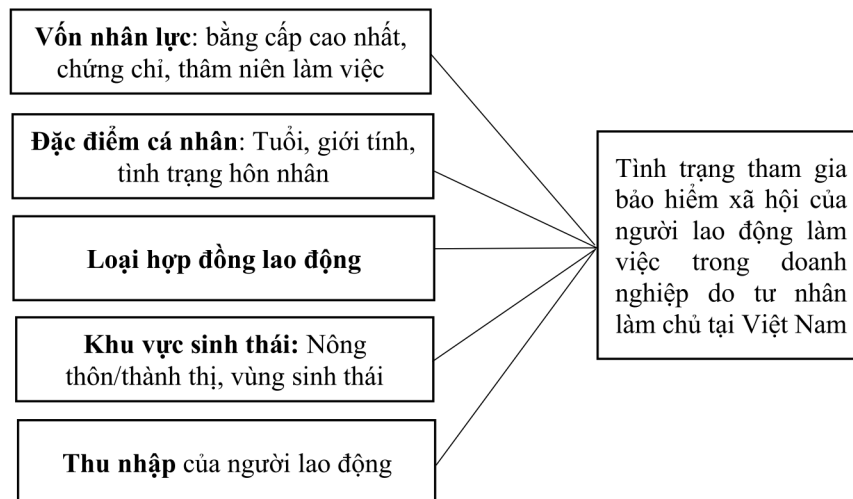 Vốn nhân lực: bằng cấp cao nhất,
chứng chỉ, thâm niên làm việc
Đặc điểm cá nhân: Tuổi, giới tính,
tình trạng hôn nhân
Loại hợp đồng lao động
Khu vực sinh thái: Nông
thôn/thành thị, vùng sinh thái
Thu nhập của người lao động
Tình trạng tham gia
bảo hiểm xã hội của
người lao động làm
việc trong doanh
nghiệp do tư nhân
làm chủ tại Việt Nam